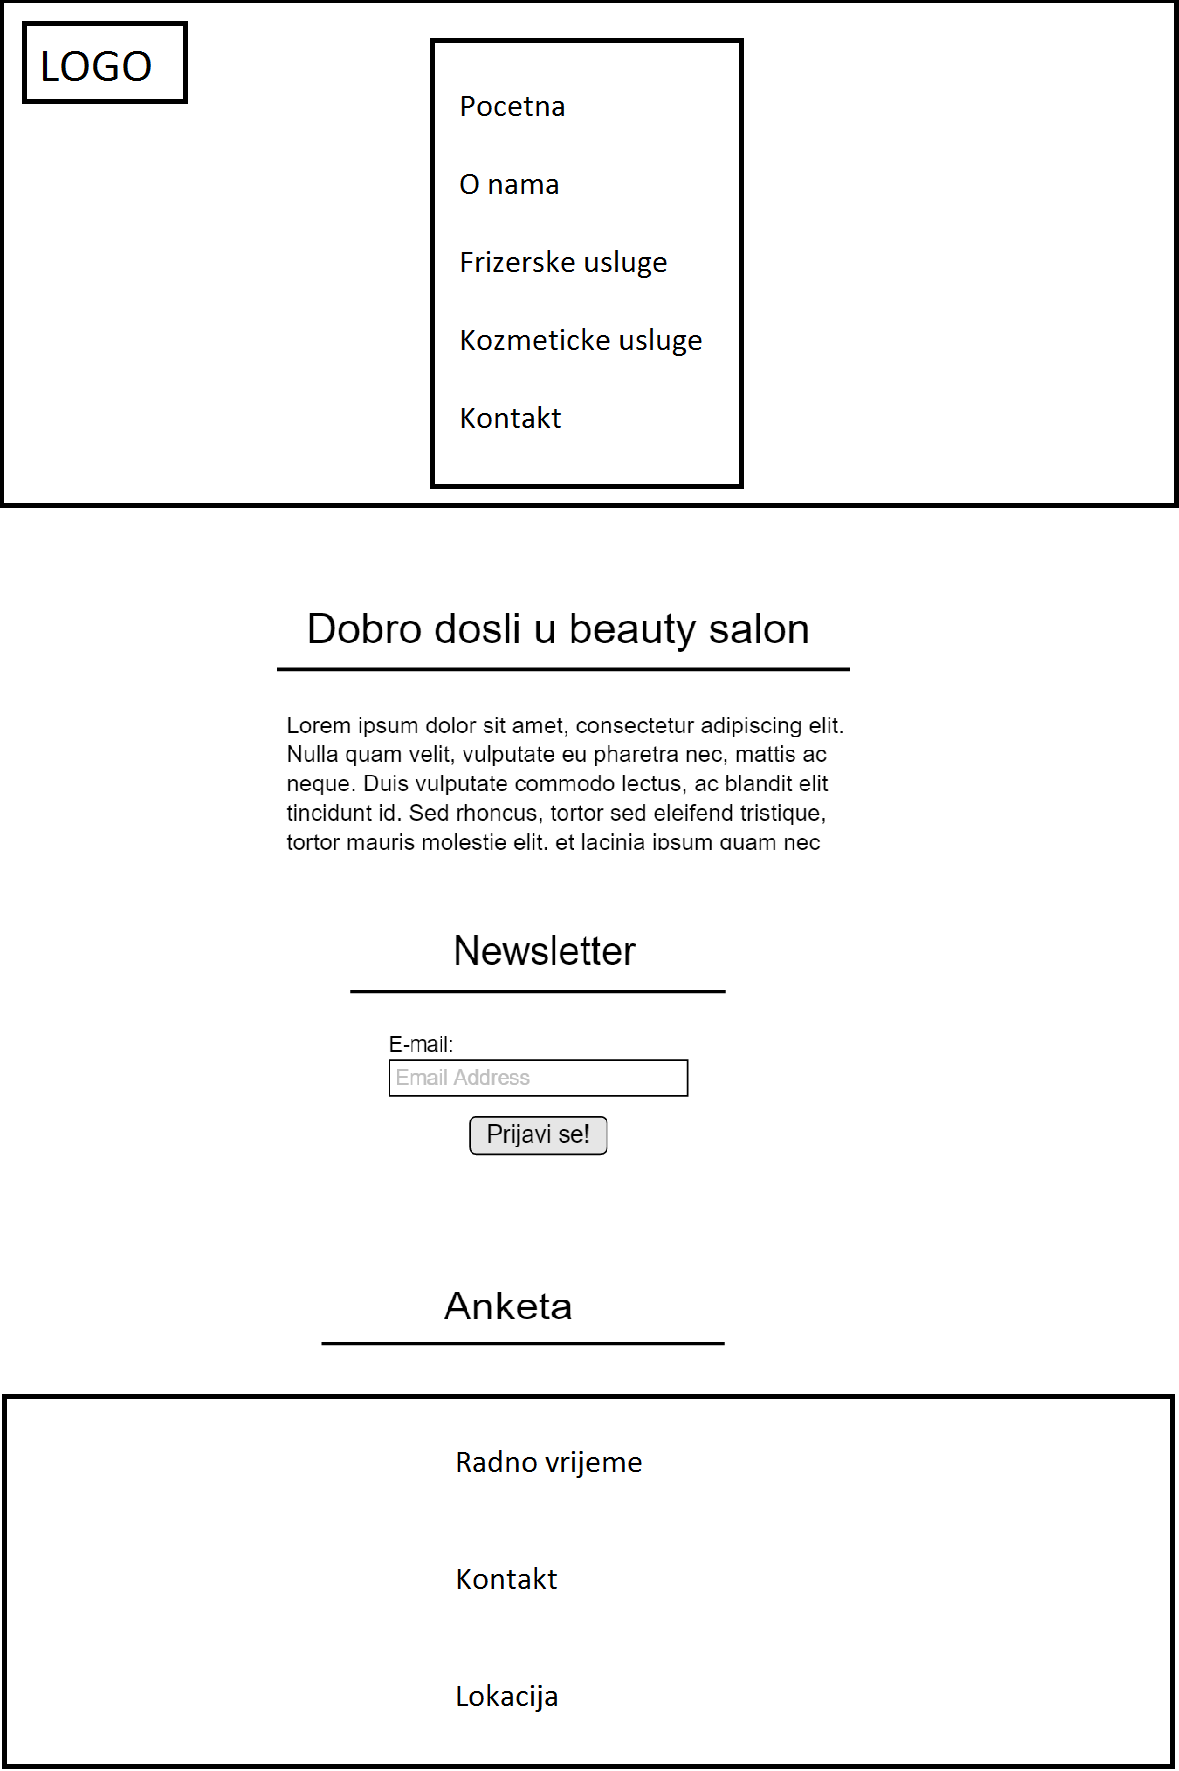 LOGO
Pocetna
O nama
Frizerske usluge
Kozmeticke usluge
Kontakt
Dobro dosli u beauty salon
Lorem ipsum dolor sit amet, consectetur adipiscing elit.
Nulla quam velit, vulputate eu pharetra nec, mattis ac
neque. Duis vulputate commodo lectus, ac blandit elit
tincidunt id. Sed rhoncus, tortor sed eleifend tristique,
tortor mauris molestie elit, et lacinia ipsum quam nec
Newsletter
E-mail:
Email Address
Prijavi se!
Anketa
Radno vrijeme
Kontakt
Lokacija